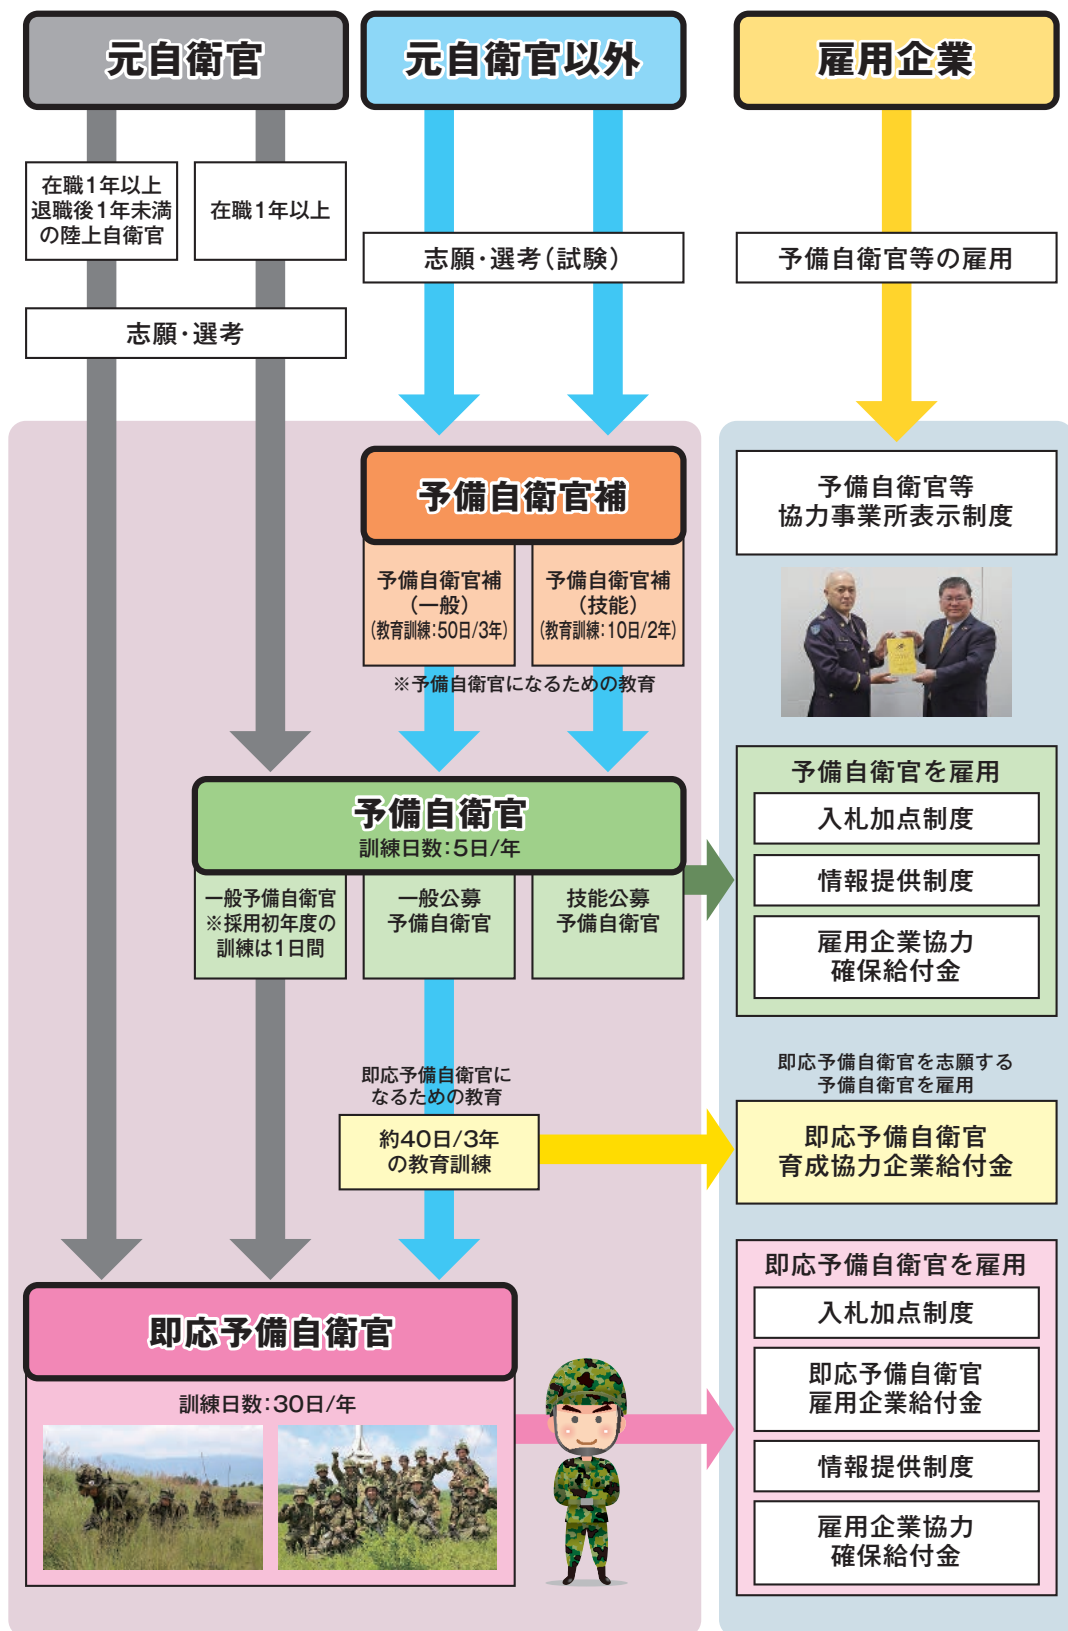 元自衛官
元自衛官以外
雇用企業
在職1年以上
退職後1年未満
の陸上自衛官
在職1年以上
志願・選考(試験)
予備自衛官等の雇用
志願・選考
予備自衛官補
予備自衛官補
(一般)
(教育訓練:50日/3年)
予備自衛官補
(技能)
(教育訓練:10日/2年)
※予備自衛官になるための教育
予備自衛官等
協力事業所表示制度
予備自衛官
訓練日数:5日/年
一般予備自衛官
※採用初年度の
訓練は1日間
一般公募
予備自衛官
技能公募
予備自衛官
予備自衛官を雇用
入札加点制度
情報提供制度
雇用企業協力
確保給付金
即応予備自衛官に
なるための教育
約40日/3年
の教育訓練
即応予備自衛官を志願する
予備自衛官を雇用
即応予備自衛官
育成協力企業給付金
即応予備自衛官
訓練日数:30日/年
即応予備自衛官を雇用
入札加点制度
即応予備自衛官
雇用企業給付金
情報提供制度
雇用企業協力
確保給付金